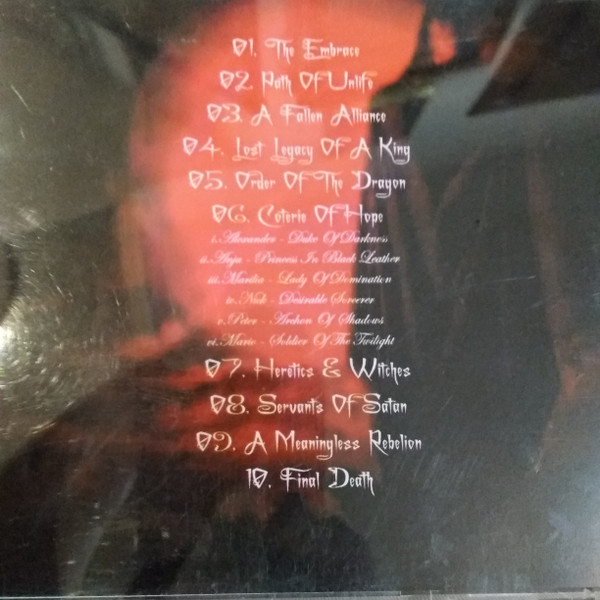 01. The Embrace
02. Path Of Unlife
03. A Fallen Alliance
04. Lost Legacy Of A King
05. Order Of The Dragon
06. Coterie Of Hope
i. Alexander - Duke Of Darkness
ii. Anja - Princess In Black Leather
iii. Marika - Lady Of Domination
iv. Nick - Desirable Sorcerer
v. Peter - Archon Of Shadows
vi. Mario - Soldier Of The Twilight
07. Heretics & Witches
08. Servants Of Satan
09. A Meaningless Rebelion
10. Final Death